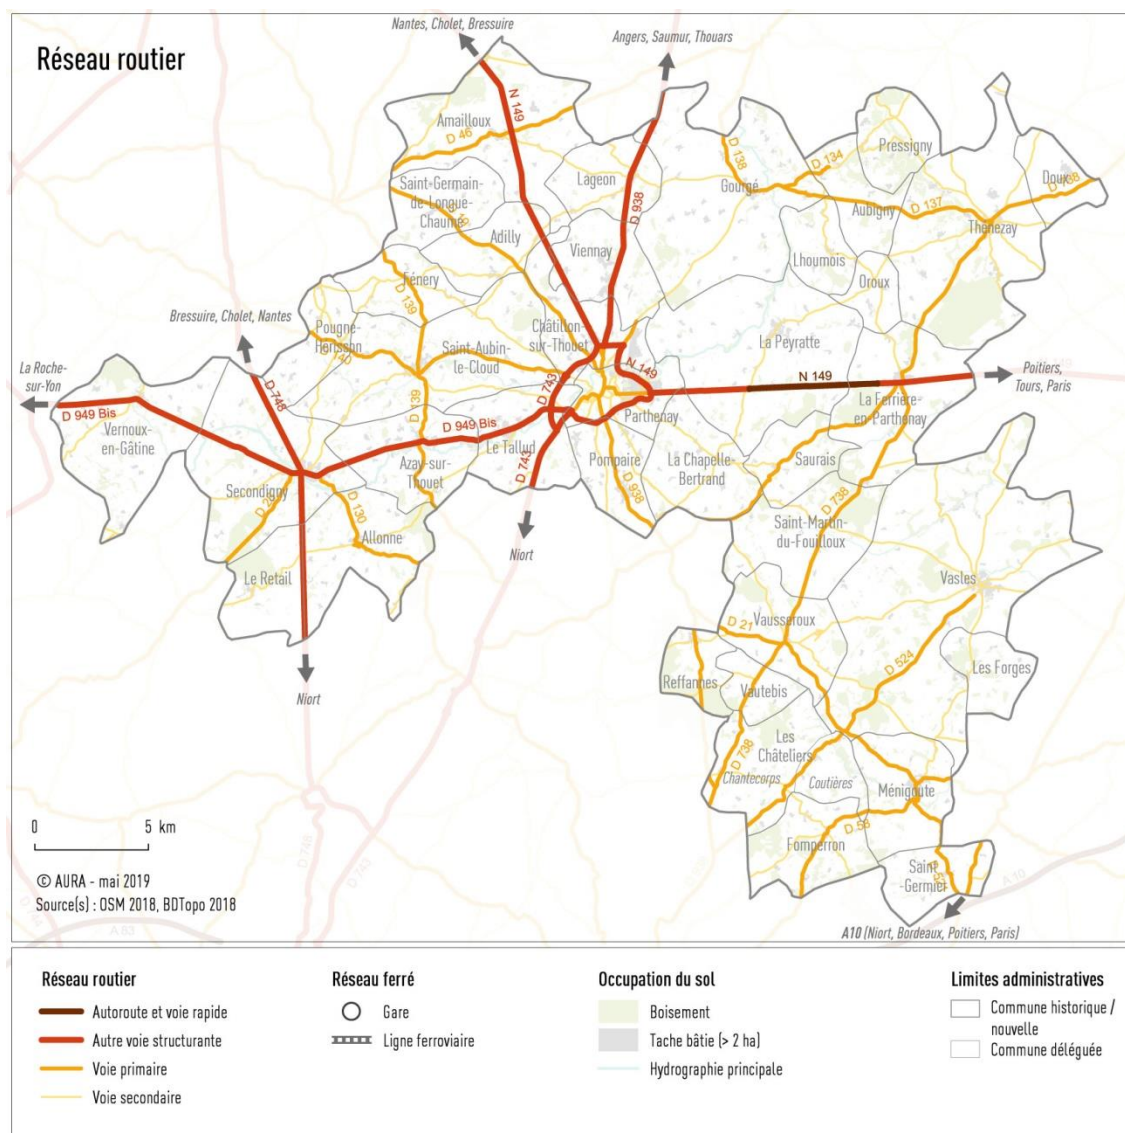 Réseau routier
Nantes, Cholet, Bressuire
Angers, Saumur, Thouars
N 149
Amailloux
D 46
D 938
Lageon
Saint-Germain-
de-Longue-
Chaume
Adilly
Viennay
D 138
Gourgé
D 134
Pressigny
Aubigny
D 137
Doux
Thénezay
Lhoumois
Oroux
Fénery
D 139
Bressuire, Cholet, Nantes
Pougne-
Hérisson
Saint-Aubin-
le-Cloud
Châtillon-
sur-Thouet
La Peyratte
N 149
N 149
D 743
Poitiers,
Tours, Paris
La Roche-
sur-Yon
D 949 Bis
D 748
Vernoux-
en-Gâtine
D 139
D 949 Bis
Parthenay
La Ferrière-
en-Parthenay
Le Tallud
D 743
Pompaire
D 938
La Chapelle-
Bertrand
Saurais
Azay-sur-
Thouet
Secondigny
D 130
Allonne
Le Retail
Niort
Niort
D 738
Saint-Martin-
du-Fouilloux
Vasles
D 21
Vausseroux
D 524
Les Forges
Reffannes
Vautebis
Les
Châteliers
D 738
Chantecorps
Coutières
Ménigoute
D 58
Fomperron
Saint-
Germier
A10 (Niort, Bordeaux, Poitiers, Paris)
A 10
D 748
A 83
0 5 km
© AURA - mai 2019
Source(s) : OSM 2018, BDTopo 2018
Réseau routier
Autoroute et voie rapide
Autre voie structurante
Voie primaire
Voie secondaire
Réseau ferré
Gare
Ligne ferroviaire
Occupation du sol
Boisement
Tache bâtie (> 2 ha)
Hydrographie principale
Limites administratives
Commune historique /
nouvelle
Commune déléguée